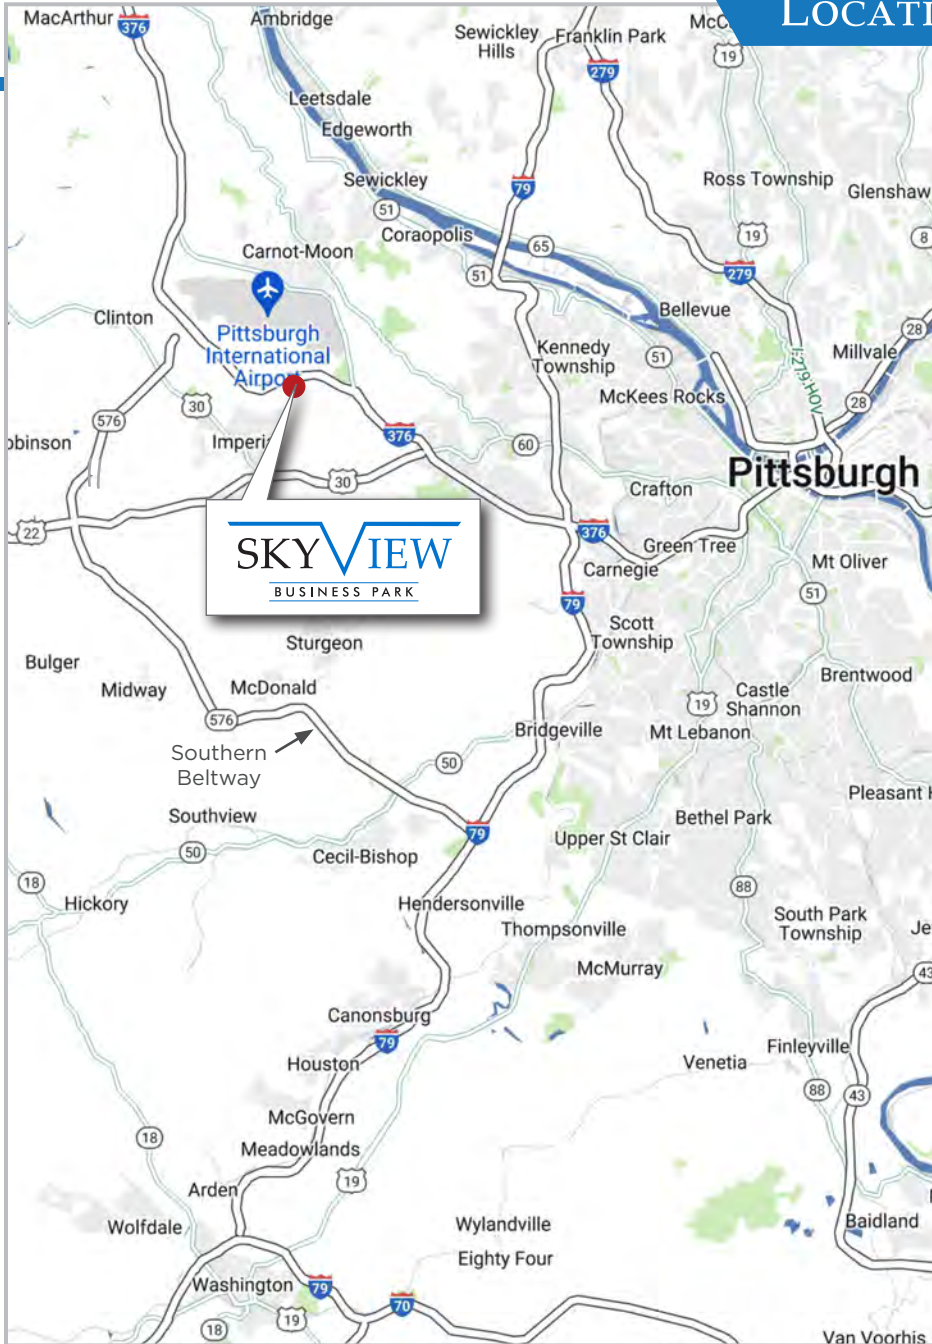 MacArthur
376
Ambridge
Sewickley
Hills
Franklin Park
19
279
Leetsdale
Edgeworth
Sewickley
79
Ross Township
Glenshaw
51
Coraopolis
65
19
8
Carnot-Moon
51
279
Clinton
Pittsburgh
International
Airport
Bellevue
28
Kennedy
Township
51
I-279 HOV
Millvale
30
McKees Rocks
28
576
Imperia
376
60
30
Pittsburgh
Crafton
22
376
Green Tree
Carnegie
Mt Oliver
SKYVIEW
BUSINESS PARK
79
51
Scott
Township
Sturgeon
Bulger
Midway
McDonald
Castle
Shannon
Brentwood
19
576
Bridgeville
Mt Lebanon
Southern
Beltway
50
Southview
Bethel Park
79
Upper St Clair
50
Cecil-Bishop
18
88
Hickory
Hendersonville
South Park
Township
Thompsonville
McMurray
43
Canonsburg
79
Houston
Venetia
Finleyville
88
43
McGovern
18
Meadowlands
19
Arden
Wolfdale
Wylandville
Baidland
Eighty Four
Washington
79
70
18
19
Van Voorhis